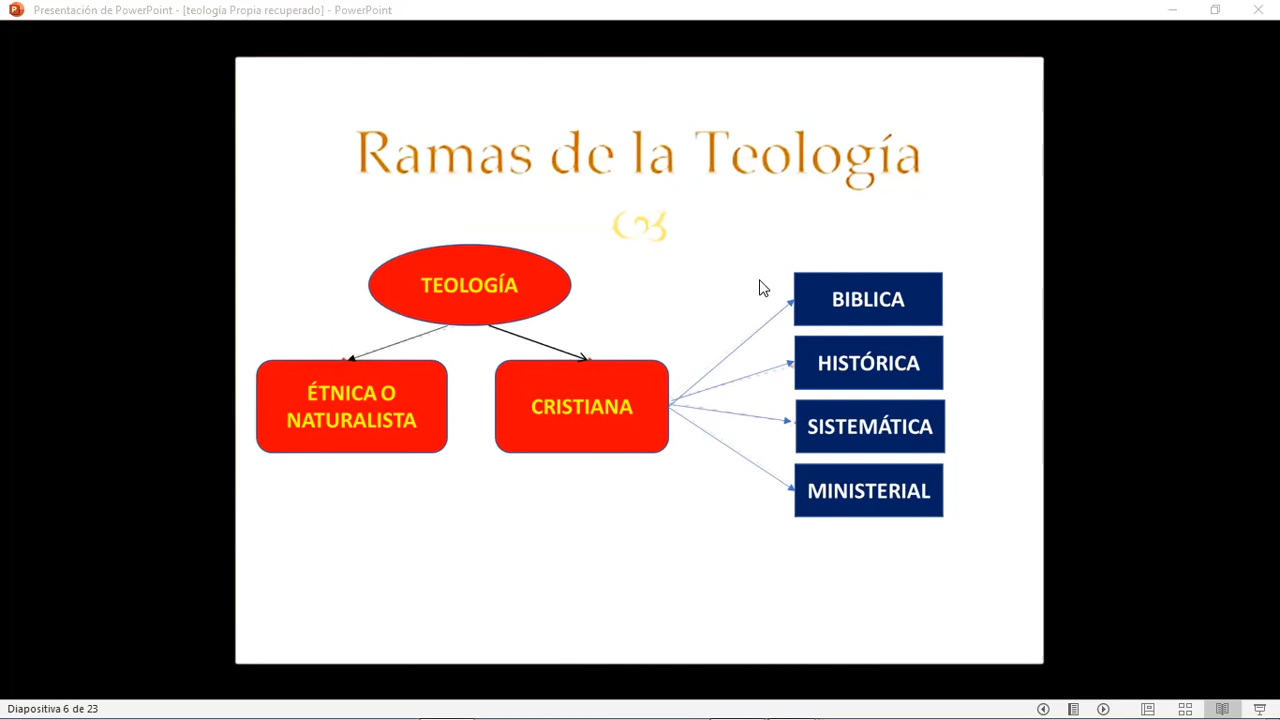 Presentación de PowerPoint - [teología Propia recuperado] - PowerPoint
Ramas de la Teología
TEOLOGÍA
ÉTNICA O
NATURALISTA
CRISTIANA
BIBLICA
HISTÓRICA
SISTEMÁTICA
MINISTERIAL
Diapositiva 6 de 23